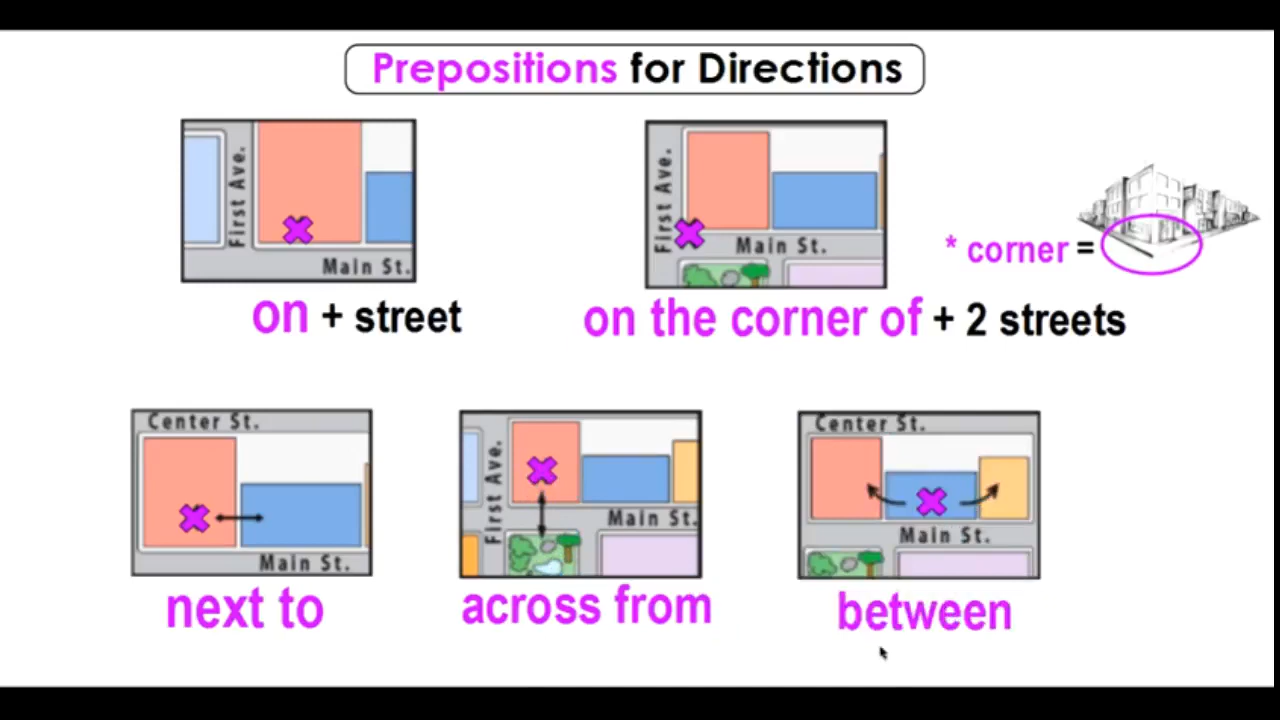 Prepositions for Directions
First Ave.
Main St.
on + street
First Ave.
Main St.
* corner =
on the corner of + 2 streets
Center St.
Main St.
next to
First Ave.
Main St.
across from
Center St.
Main St.
between